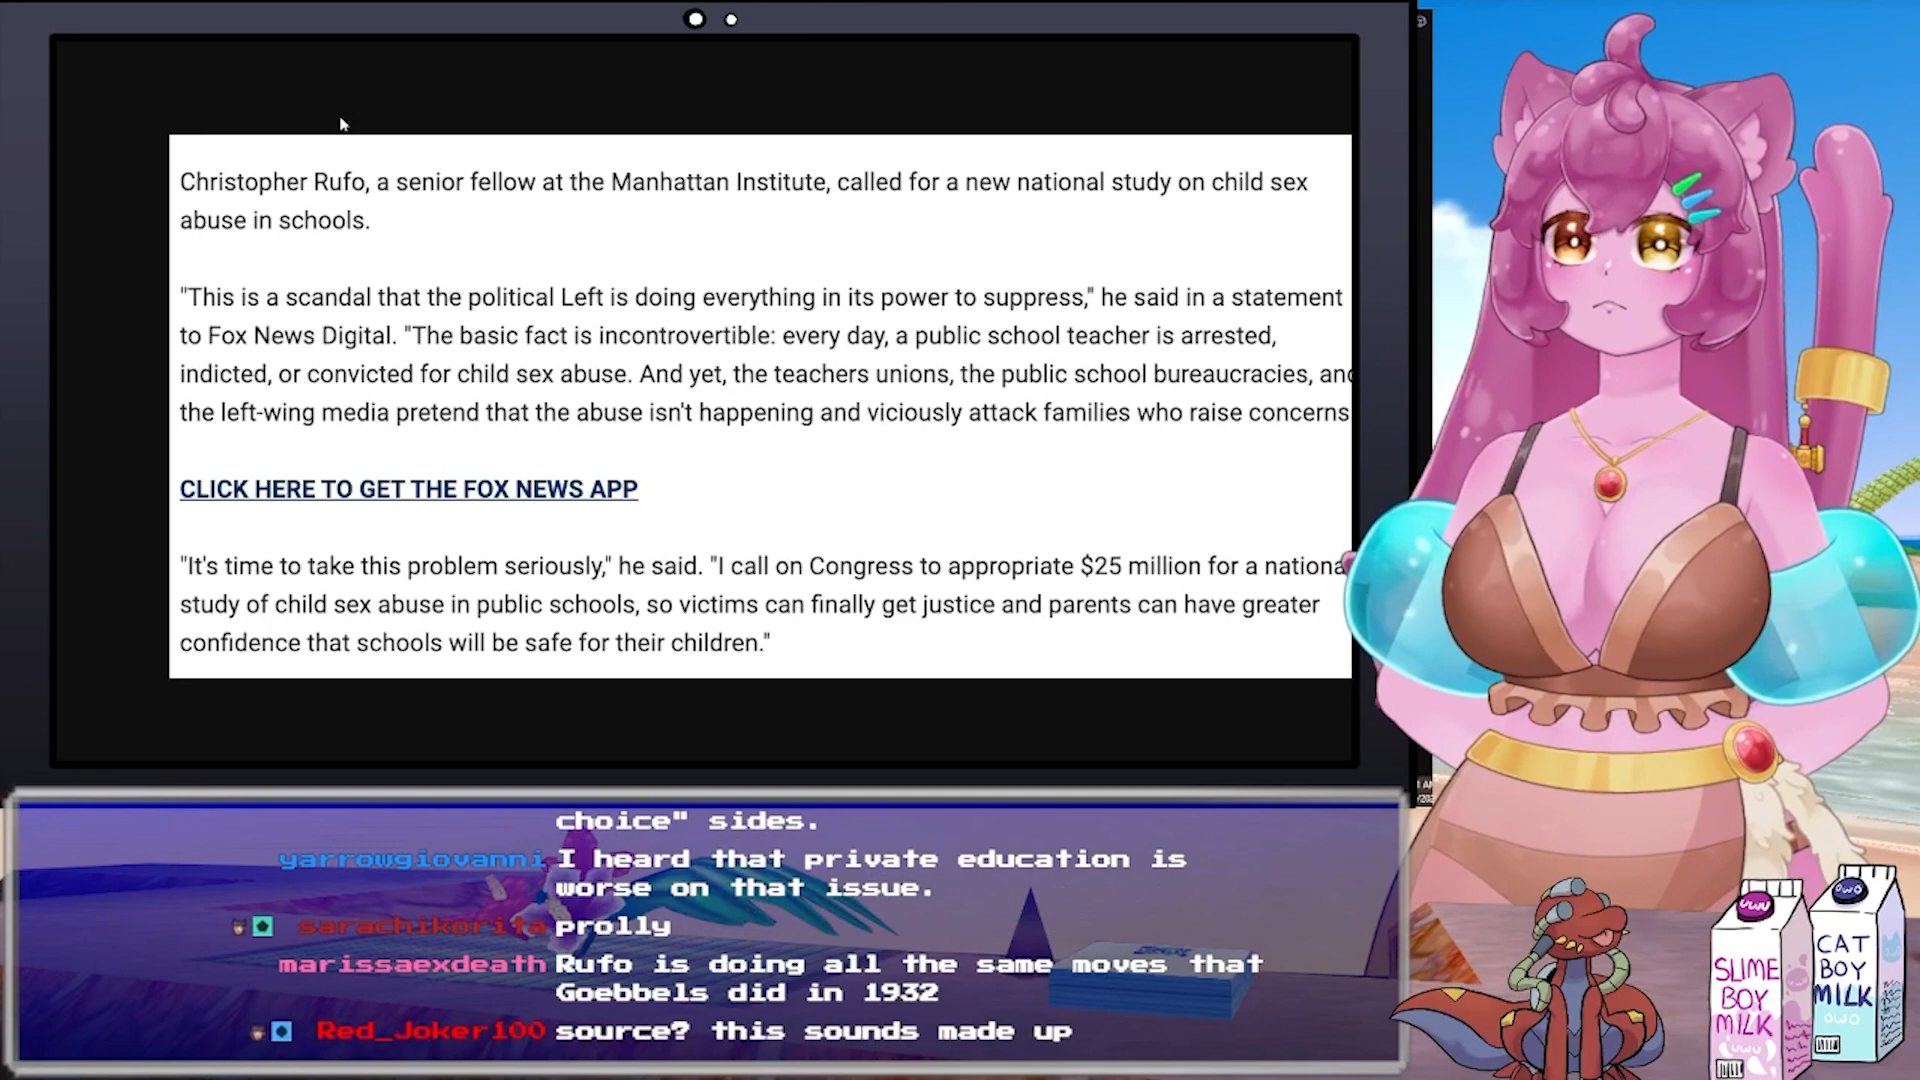 Christopher Rufo, a senior fellow at the Manhattan Institute, called for a new national study on child sex
abuse in schools.
"This is a scandal that the political Left is doing everything in its power to suppress," he said in a statement
to Fox News Digital. "The basic fact is incontrovertible: every day, a public school teacher is arrested,
indicted, or convicted for child sex abuse. And yet, the teachers unions, the public school bureaucracies, and
the left-wing media pretend that the abuse isn't happening and viciously attack families who raise concerns
CLICK HERE TO GET THE FOX NEWS APP
"It's time to take this problem seriously," he said. "I call on Congress to appropriate $25 million for a nationa
study of child sex abuse in public schools, so victims can finally get justice and parents can have greater
confidence that schools will be safe for their children."
choice" sides.
yarrowgiovanni I heard that private education is
worse on that issue.
sarachikorita prolly
marissaexdeath Rufo is doing all the same moves that
Goebbels did in 1932
Red_Joker100 source? this sounds made up
UWU
SLIME
BOY
MILK
UWU
OWO
CAT
BOY
MILK
OWO